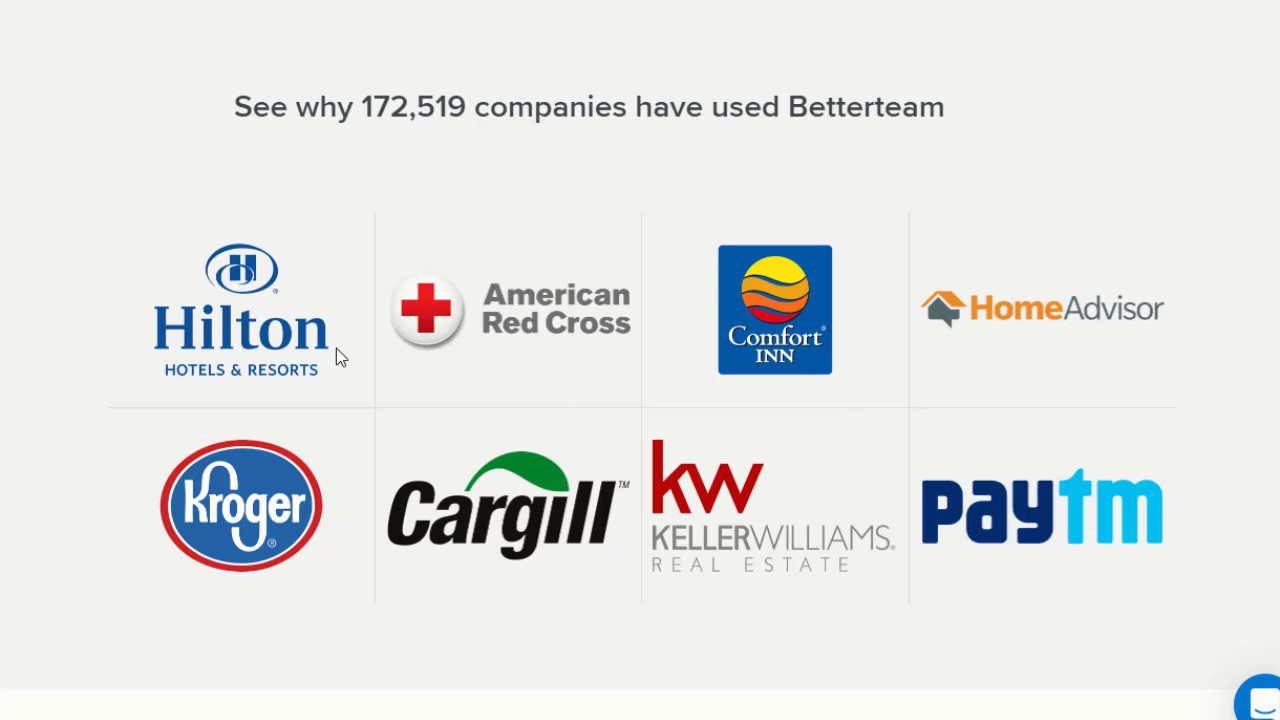 See why 172,519 companies have used Betterteam
Hilton
HOTELS & RESORTS
American
Red Cross
Comfort®
INN
HomeAdvisor
Kroger®
Cargill™
kw
KELLERWILLIAMS®
REAL ESTATE
paytm